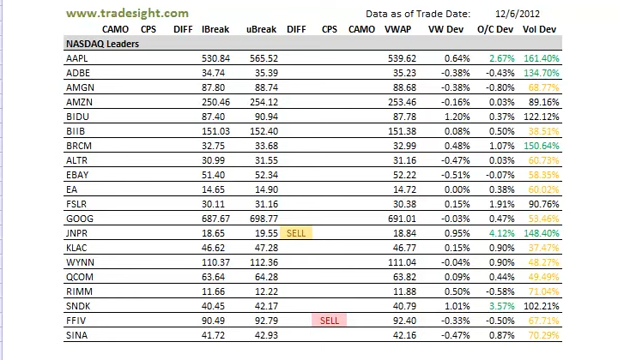 www.tradesight.com Data as of Trade Date: 12/6/2012
CAMO CPS DIFF lBreak uBreak DIFF CPS CAMO VWAP VW Dev O/C Dev Vol Dev
NASDAQ Leaders
AAPL 530.84 565.52 539.62 0.64% 2.67% 161.40%
ADBE 34.74 35.39 35.23 -0.38% -0.43% 134.70%
AMGN 87.80 88.74 88.68 -0.38% -0.80% 68.77%
AMZN 250.46 254.12 253.46 -0.16% 0.03% 89.16%
BIDU 87.40 90.94 87.78 1.20% 0.37% 122.12%
BIIB 151.03 152.40 151.38 0.08% 0.50% 38.51%
BRCM 32.75 33.68 32.99 0.48% 1.07% 150.64%
ALTR 30.99 31.55 31.16 -0.47% 0.03% 60.73%
EBAY 51.40 52.34 52.22 -0.51% -0.07% 58.35%
EA 14.65 14.90 14.72 0.00% 0.38% 60.02%
FSLR 30.20 31.02 30.38 0.15% 1.91% 90.76%
GOOG 687.67 698.77 691.01 -0.03% 0.47% 53.46%
JNPR 18.65 19.55 SELL 18.84 0.95% 4.12% 148.40%
KLAC 46.62 47.28 46.77 0.15% 0.90% 37.47%
WYNN 110.37 112.36 111.04 -0.04% 0.90% 48.27%
QCOM 63.64 64.28 63.82 0.09% 0.44% 49.49%
RIMM 11.66 12.22 11.88 0.50% -0.58% 71.04%
SNDK 40.45 42.17 40.79 1.01% 3.57% 102.21%
FFIV 90.49 92.79 SELL 92.40 -0.33% -0.50% 67.71%
SINA 41.72 42.93 42.16 -0.47% 0.87% 70.29%